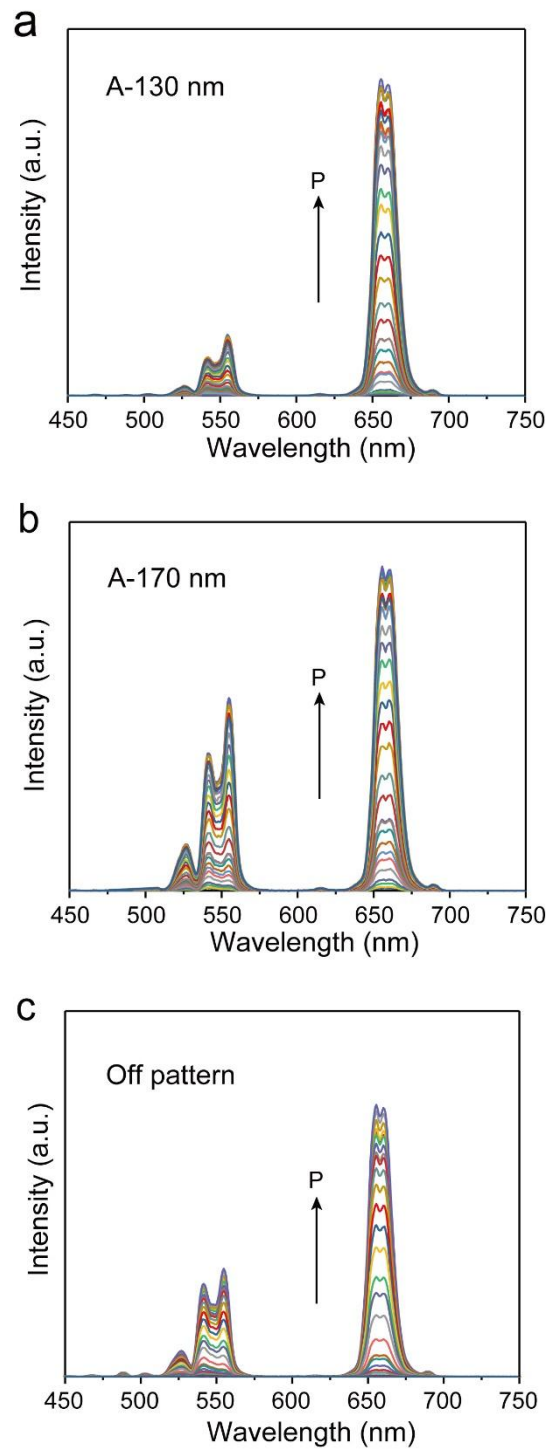 a
A-130 nm
P
Intensity (a.u.)
450 500 550 600 650 700 750
Wavelength (nm)
b
A-170 nm
P
Intensity (a.u.)
450 500 550 600 650 700 750
Wavelength (nm)
c
Off pattern
P
Intensity (a.u.)
450 500 550 600 650 700 750
Wavelength (nm)